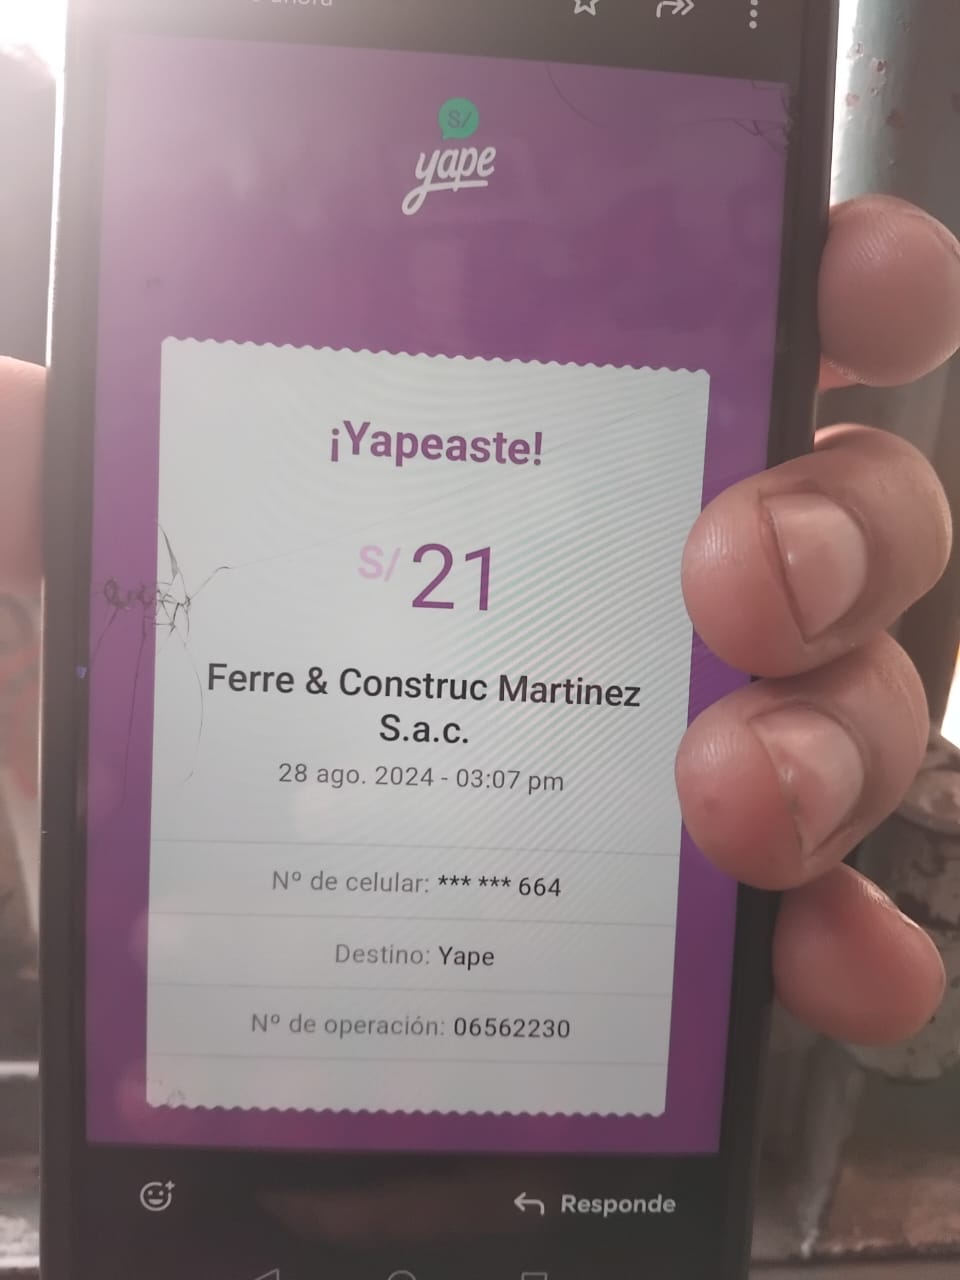 S/
yape
¡Yapeaste!
S/ 21
Ferre & Construc Martinez
S.a.c.
28 ago. 2024 - 03:07 pm
Nº de celular: *** *** 664
Destino: Yape
Nº de operación: 06562230
Responde